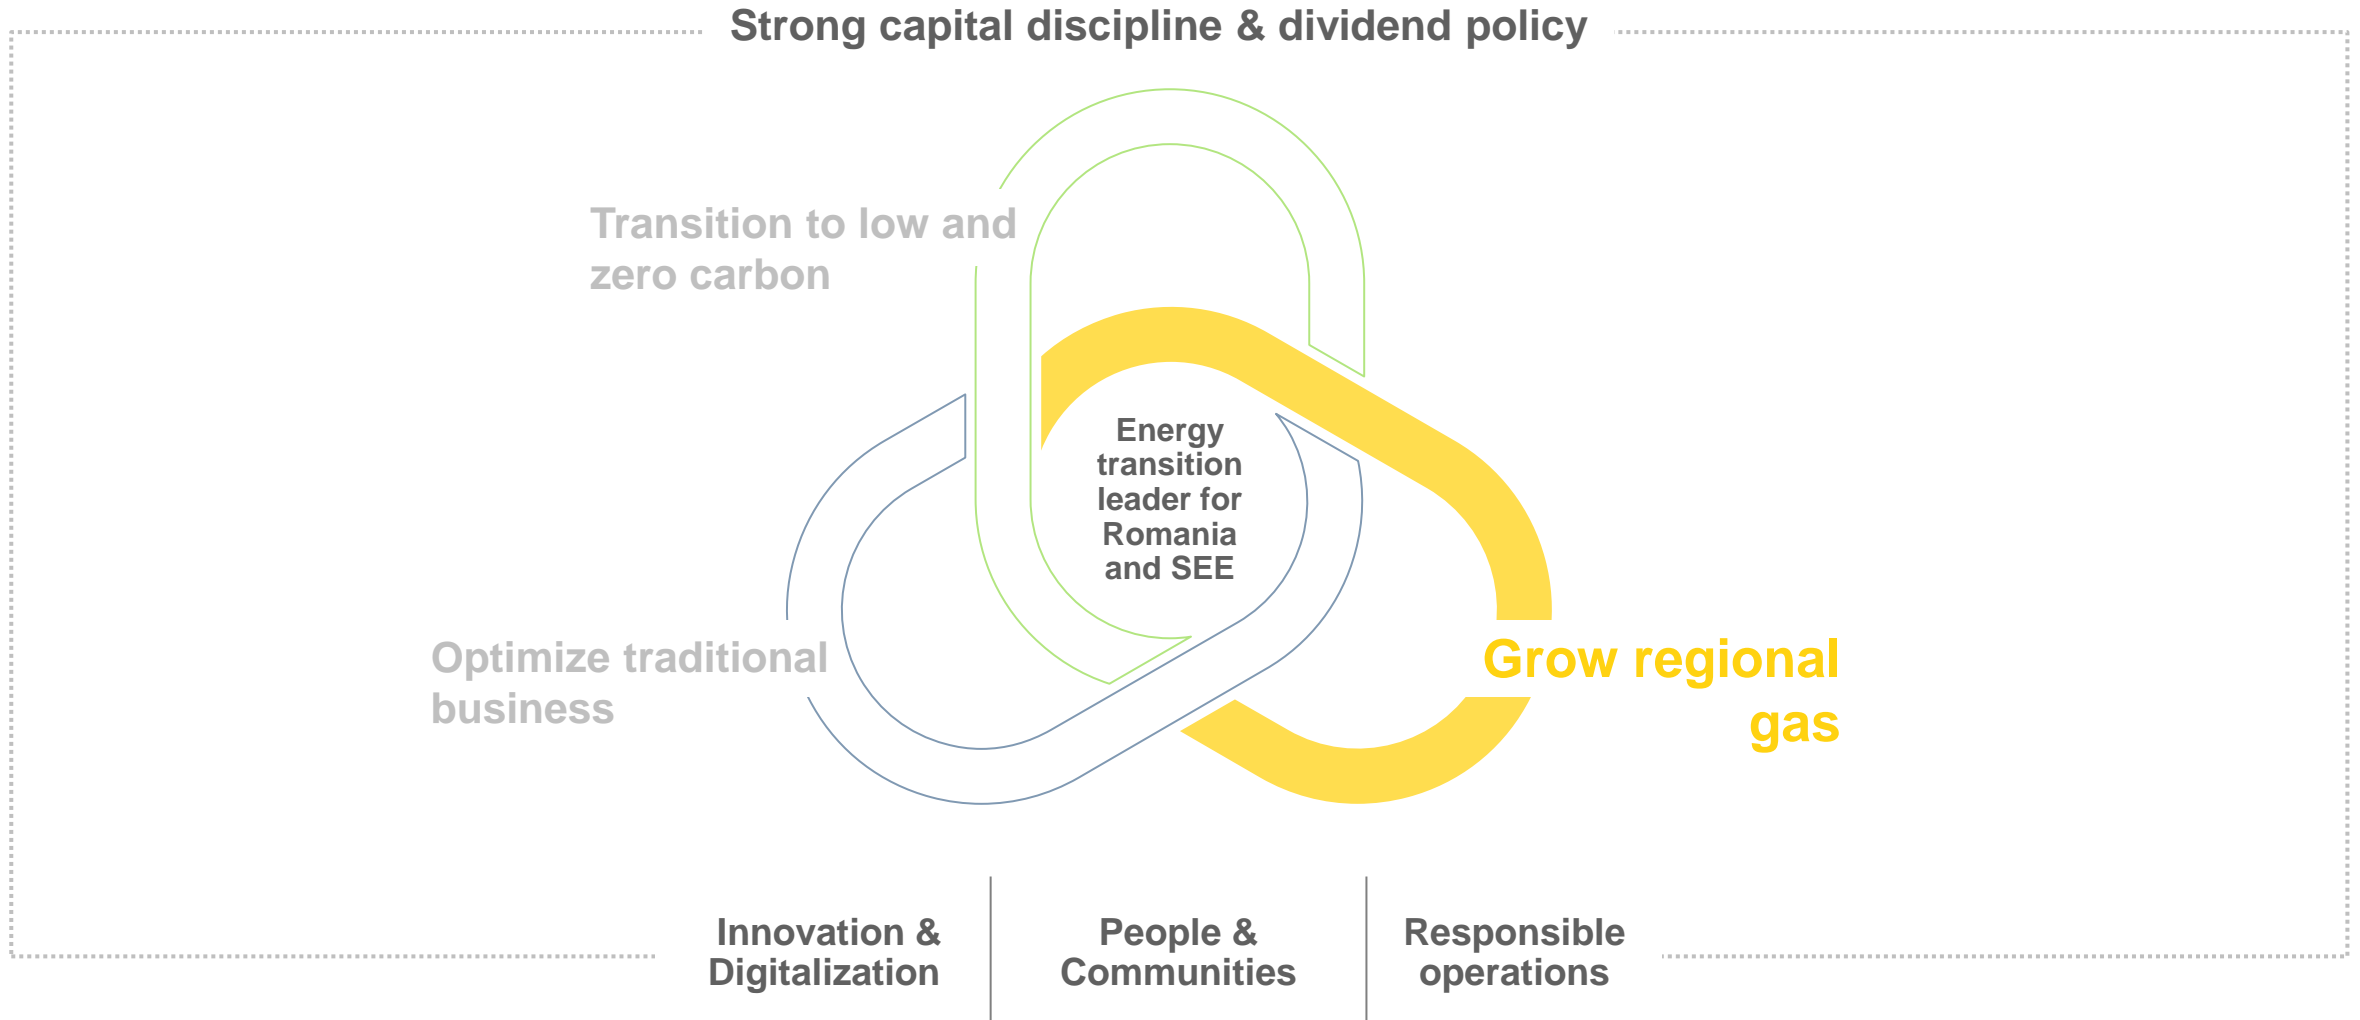 Strong capital discipline & dividend policy
Transition to low and
zero carbon
Energy
transition
leader for
Romania
and SEE
Optimize traditional
business
Grow regional
gas
Innovation &
Digitalization
People &
Communities
Responsible
operations